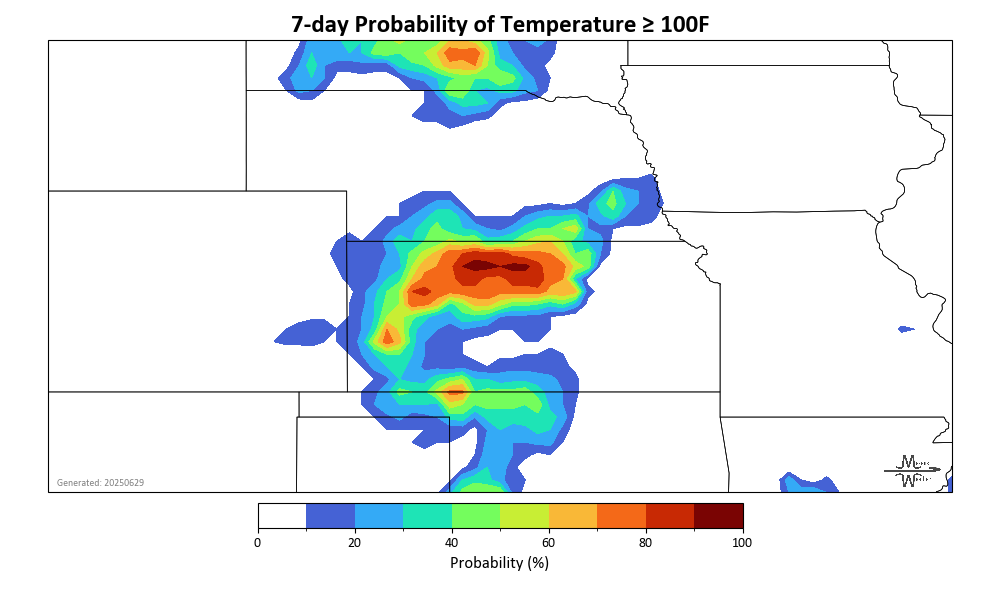 7-day Probability of Temperature ≥ 100F
Generated: 20250629
0 20 40 60 80 100
Probability (%)